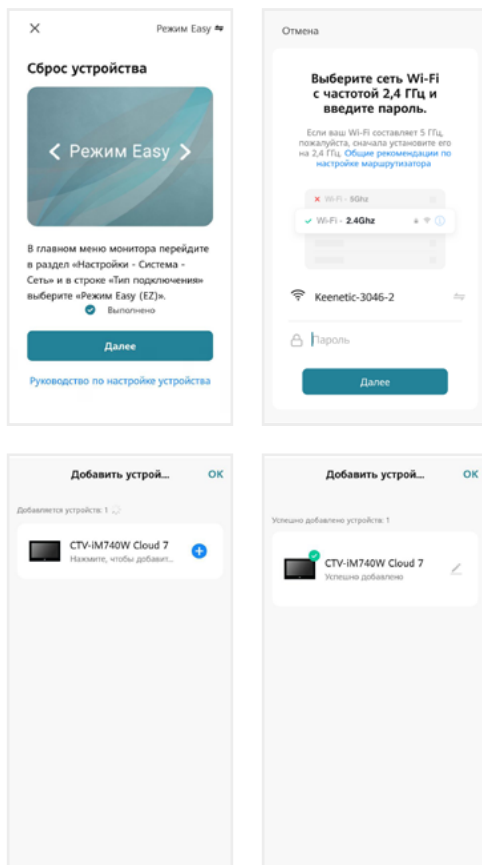 Режим Easy
Сброс устройства
Режим Easy
В главном меню монитора перейдите
в раздел «Настройки - Система -
Сеть» и в строке «Тип подключения»
выберите «Режим Easy (EZ)».
Выполнено
Далее
Руководство по настройке устройства
Отмена
Выберите сеть Wi-Fi
с частотой 2,4 ГГц и
введите пароль.
Если ваш Wi-Fi составляет 5 ГГц,
пожалуйста, сначала установите его
на 2,4 ГГц. Общие рекомендации по
настройке маршрутизатора
Wi-Fi - 5Ghz
Wi-Fi - 2.4Ghz
Keenetic-3046-2
Пароль
Далее
Добавить устрой... ОК
Добавляется устройств: 1
CTV-iM740W Cloud 7
Нажмите, чтобы добавит...
Добавить устрой... ОК
Успешно добавлено устройств: 1
CTV-iM740W Cloud 7
Успешно добавлено